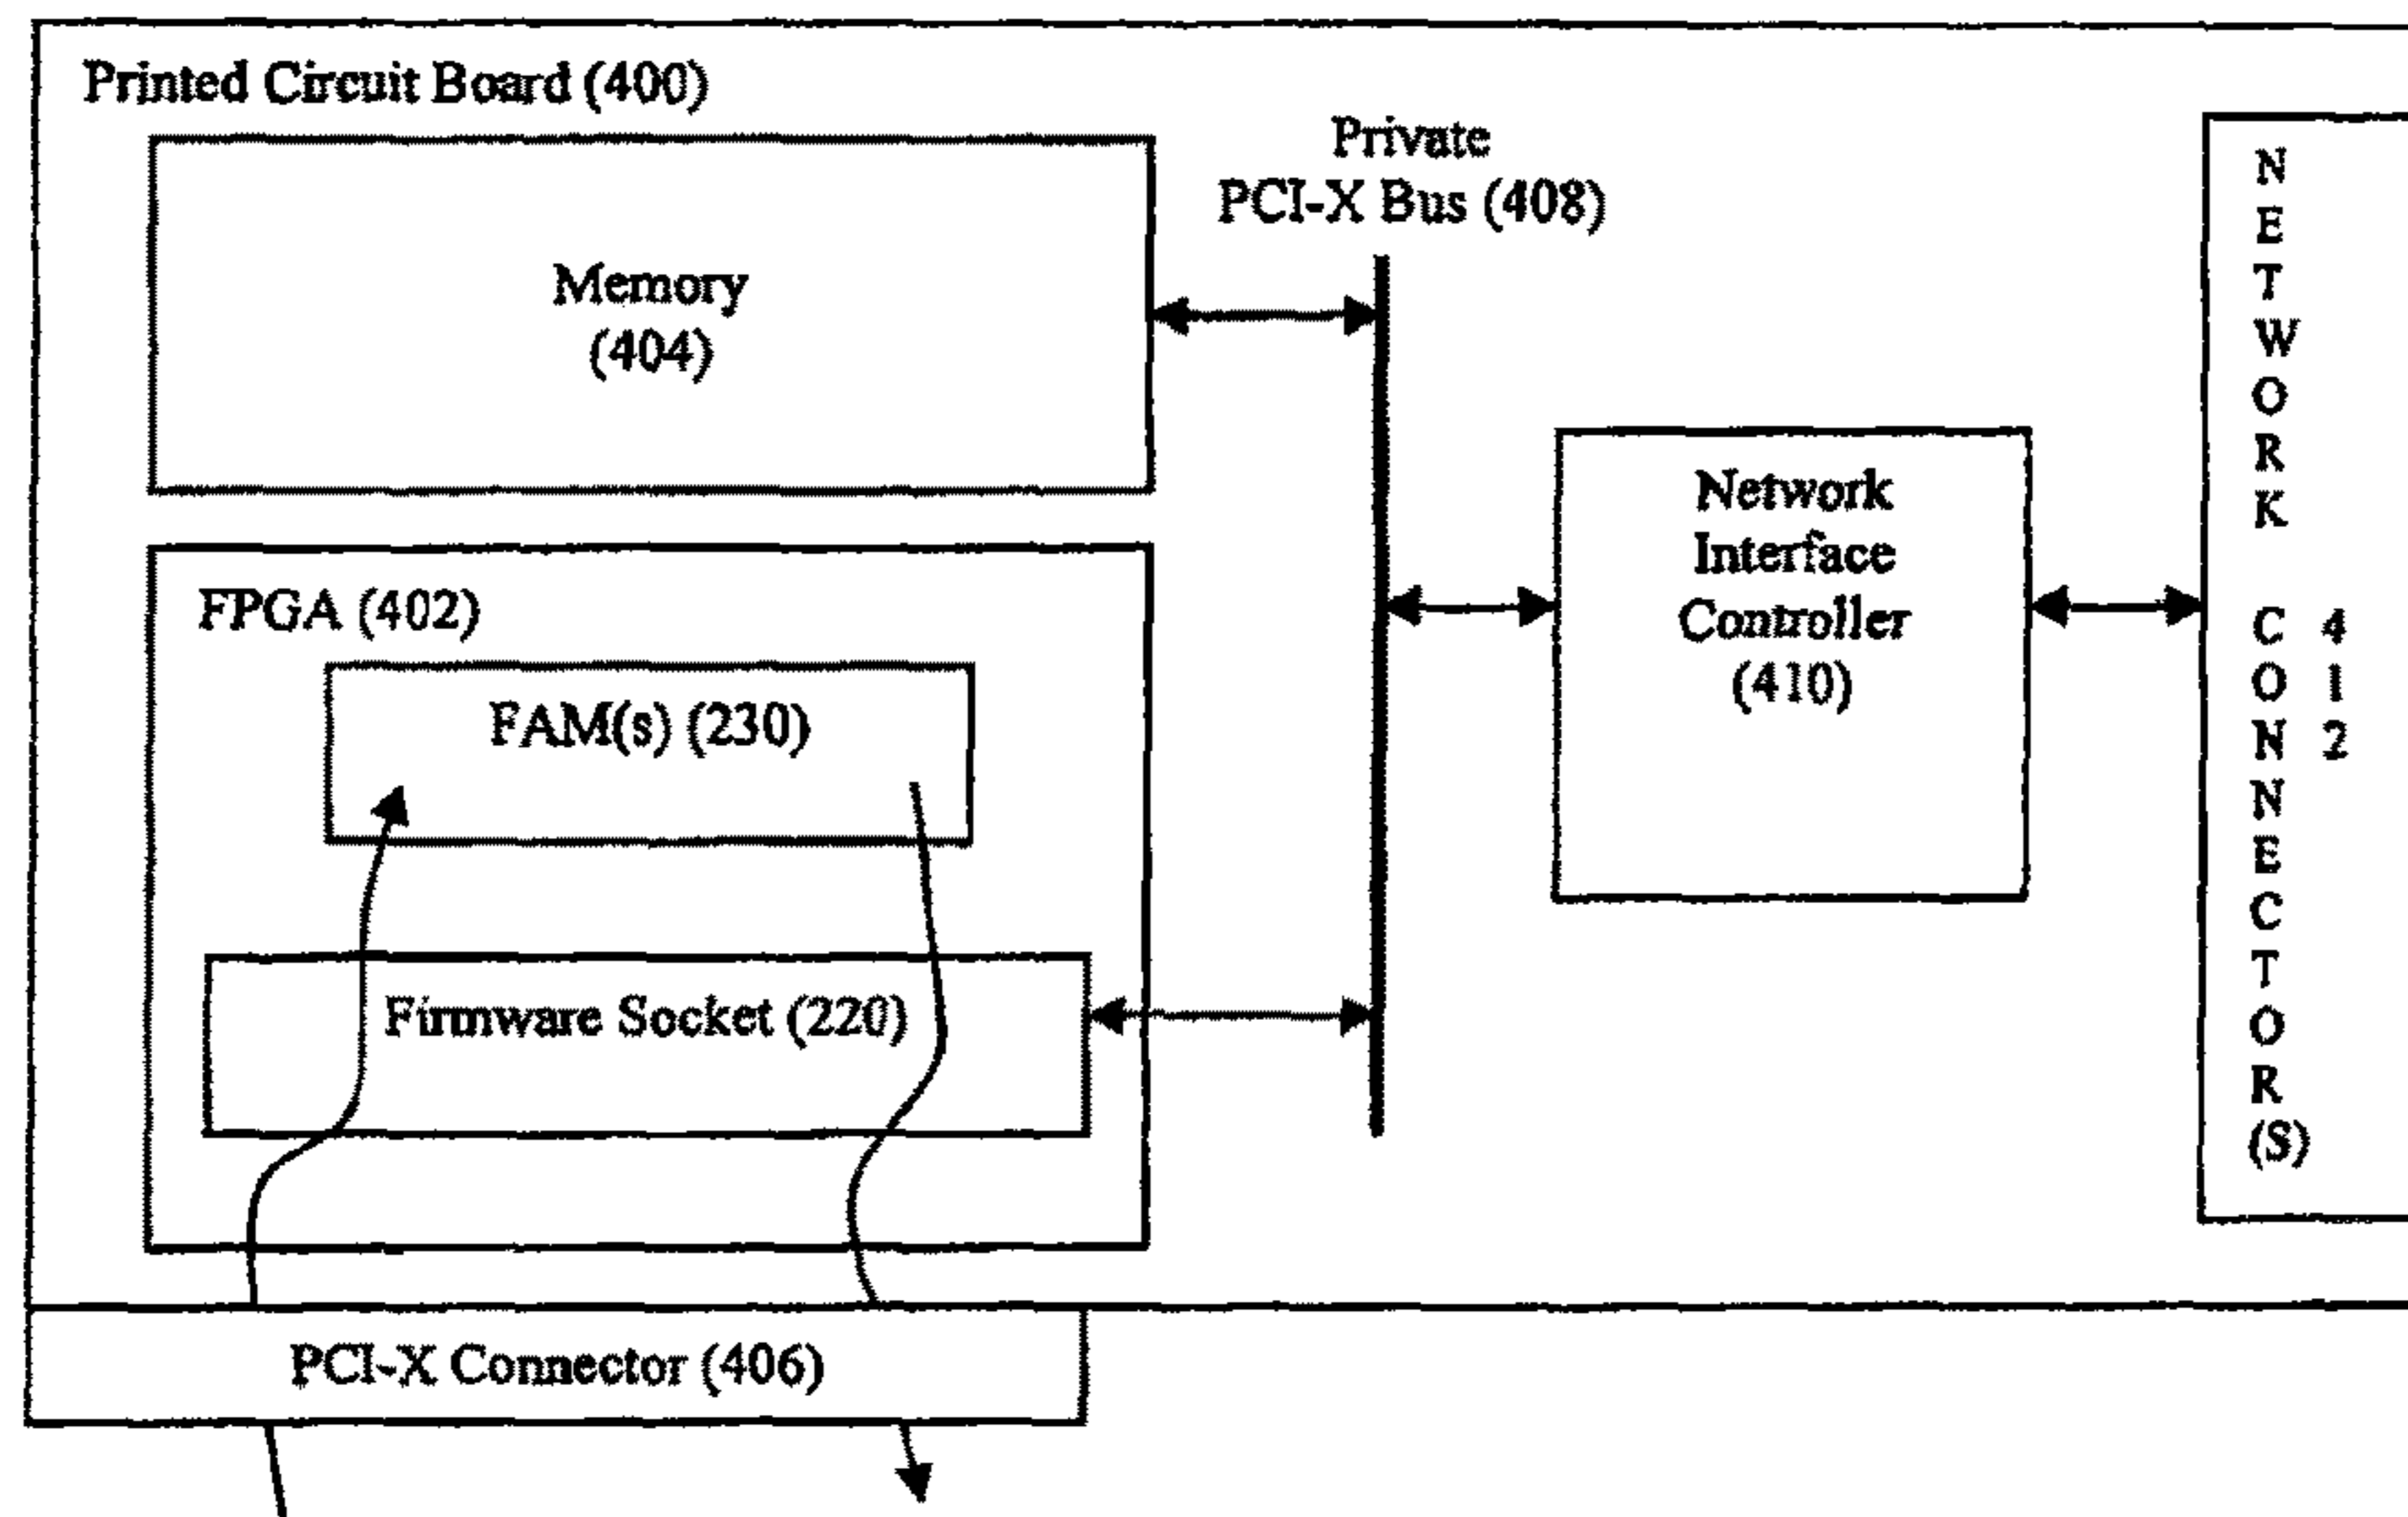 Printed Circuit Board (400)
Private
PCI-X Bus (408)
Memory
(404)
Network
Interface
Controller
(410)
NETWORK CONNECTOR(S)
412
FPGA (402)
FAM(s) (230)
Firmware Socket (220)
PCI-X Connector (406)